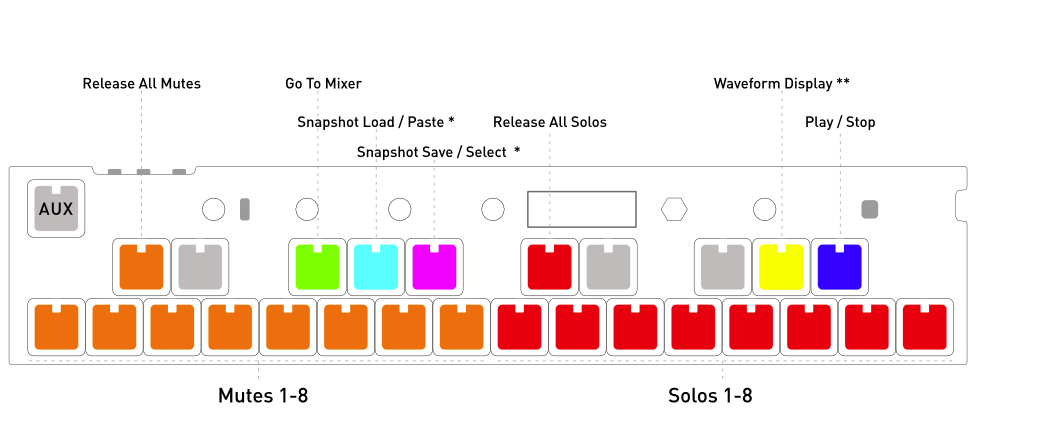 Release All Mutes
Go To Mixer
Waveform Display **
Snapshot Load / Paste *
Release All Solos
Play / Stop
Snapshot Save / Select *
AUX
Mutes 1-8
Solos 1-8